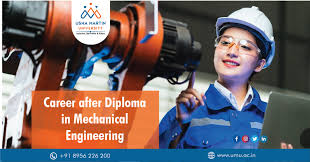 USHA MARTIN
UNIVERSITY
Career after Diploma
in Mechanical
Engineering
+91 8956 226 200
www.umu.ac.in